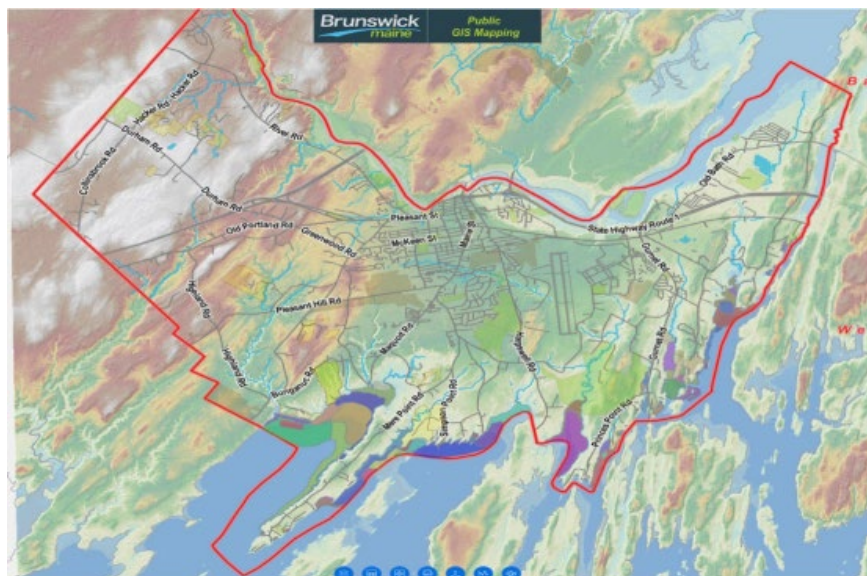 Brunswick
maine
Public
GIS Mapping
Hacker Rd
Hacker Rd
Collinsbrook Rd
Durham Rd
River Rd
Durham Rd
Old Portland Rd
Greenwood Rd
Pleasant St
McKeen St
Maine St
State Highway Route 1
Old Bath Rd
Gurnet Rd
Highland Rd
Pleasant Hill Rd
Maquoit Rd
Highland Rd
Bunganuc Rd
Mere Point Rd
Simpsons Point Rd
Harpswell Rd
Gurnet Rd
Princes Point Rd
B
We